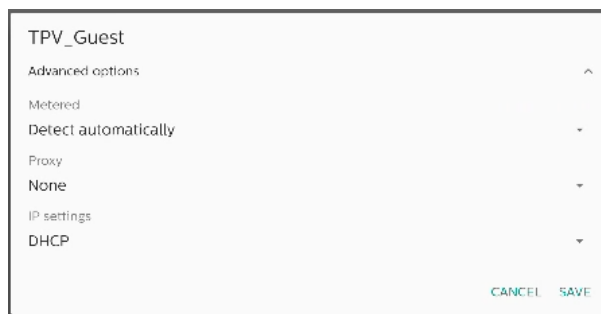 TPV_Guest
Advanced options
Metered
Detect automatically
Proxy
None
IP settings
DHCP
CANCEL SAVE